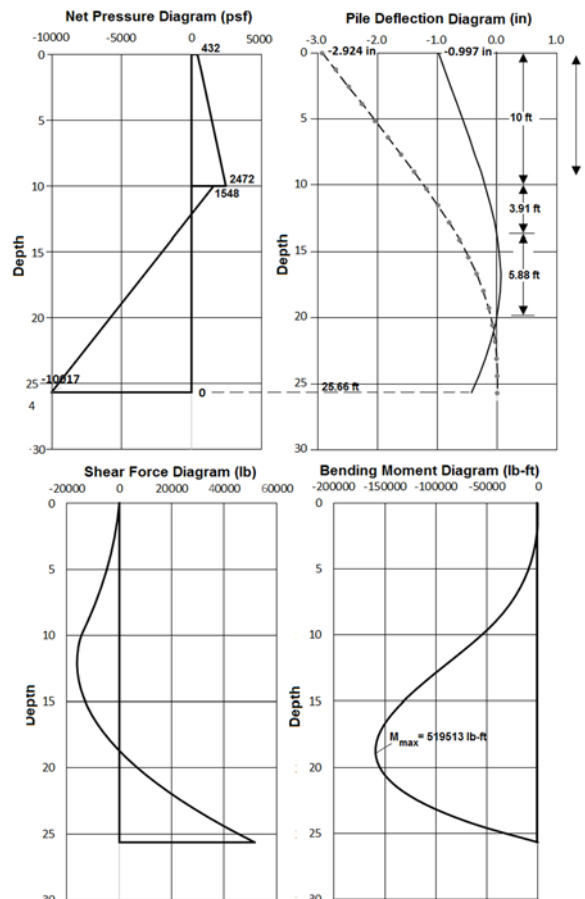 Net Pressure Diagram (psf)
-10000 -5000 0 5000
432
0
5
10
15
20
25
4
30
2472
1548
-10017
0
Depth
Pile Deflection Diagram (in)
-3.0 -2.0 -1.0 0.0 1.0
-2.924 in
-0.997 in
0
5
10
15
20
25
30
10 ft
3.91 ft
5.88 ft
25.66 ft
Depth
Shear Force Diagram (lb)
-20000 0 20000 40000 60000
0
5
10
15
20
25
30
Depth
Bending Moment Diagram (lb-ft)
-200000 -150000 -100000 -50000 0
0
5
10
15
20
25
30
Mmax= 519513 lb-ft
Depth